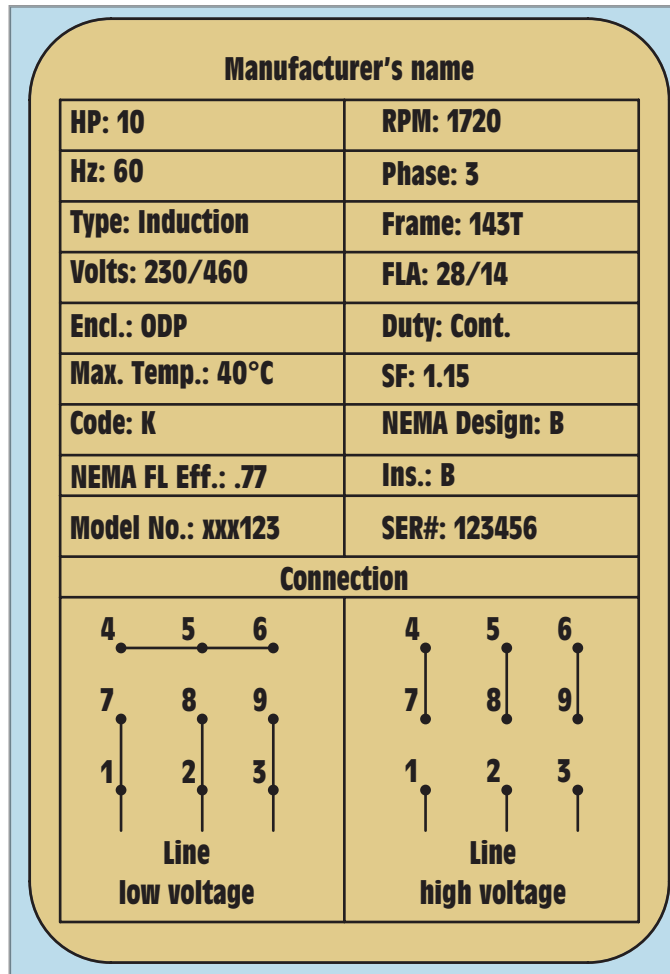 Manufacturer's name
HP: 10 RPM: 1720
Hz: 60 Phase: 3
Type: Induction Frame: 143T
Volts: 230/460 FLA: 28/14
Encl.: ODP Duty: Cont.
Max. Temp.: 40°C SF: 1.15
Code: K NEMA Design: B
NEMA FL Eff.: .77 Ins.: B
Model No.: xxx123 SER#: 123456
Connection
4 5 6 4 5 6
7 8 9 7 8 9
1 2 3 1 2 3
Line Line
low voltage high voltage